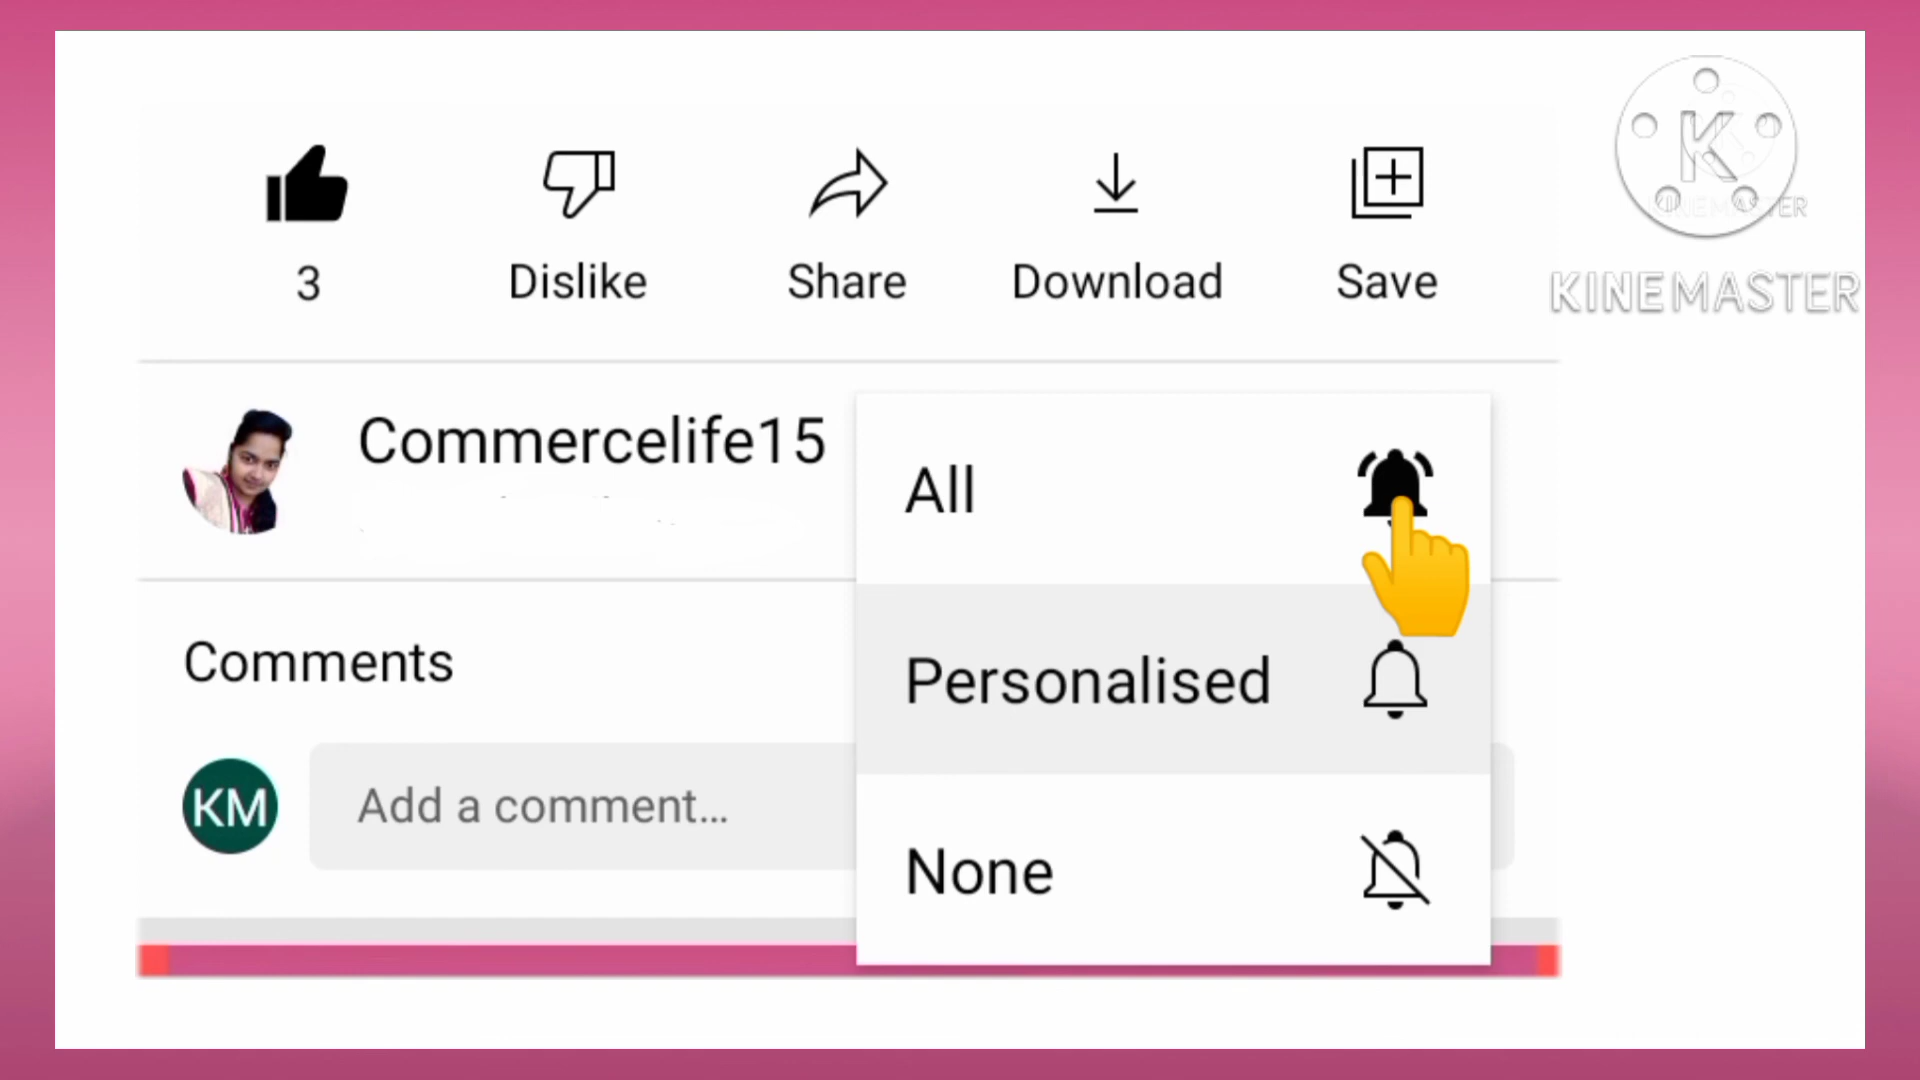 3
Dislike
Share
Download
Save
K
KINEMASTER
Commercelife15
All
Comments
Personalised
KM
Add a comment...
None